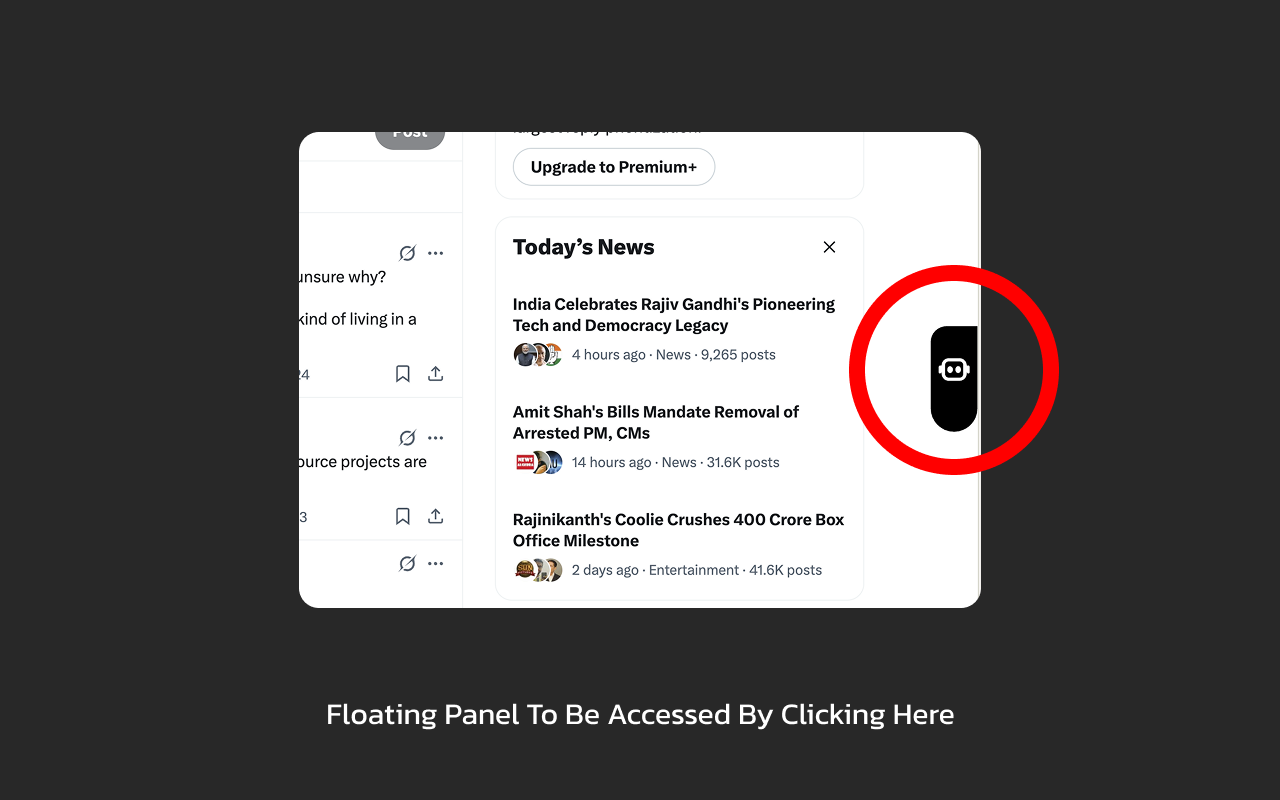 Post
largest reply prioritization.
Upgrade to Premium+
Today's News
unsure why?
kind of living in a
24
India Celebrates Rajiv Gandhi's Pioneering
Tech and Democracy Legacy
4 hours ago · News · 9,265 posts
Amit Shah's Bills Mandate Removal of
Arrested PM, CMs
14 hours ago · News · 31.6K posts
ource projects are
3
Rajinikanth's Coolie Crushes 400 Crore Box
Office Milestone
2 days ago · Entertainment · 41.6K posts
Floating Panel To Be Accessed By Clicking Here